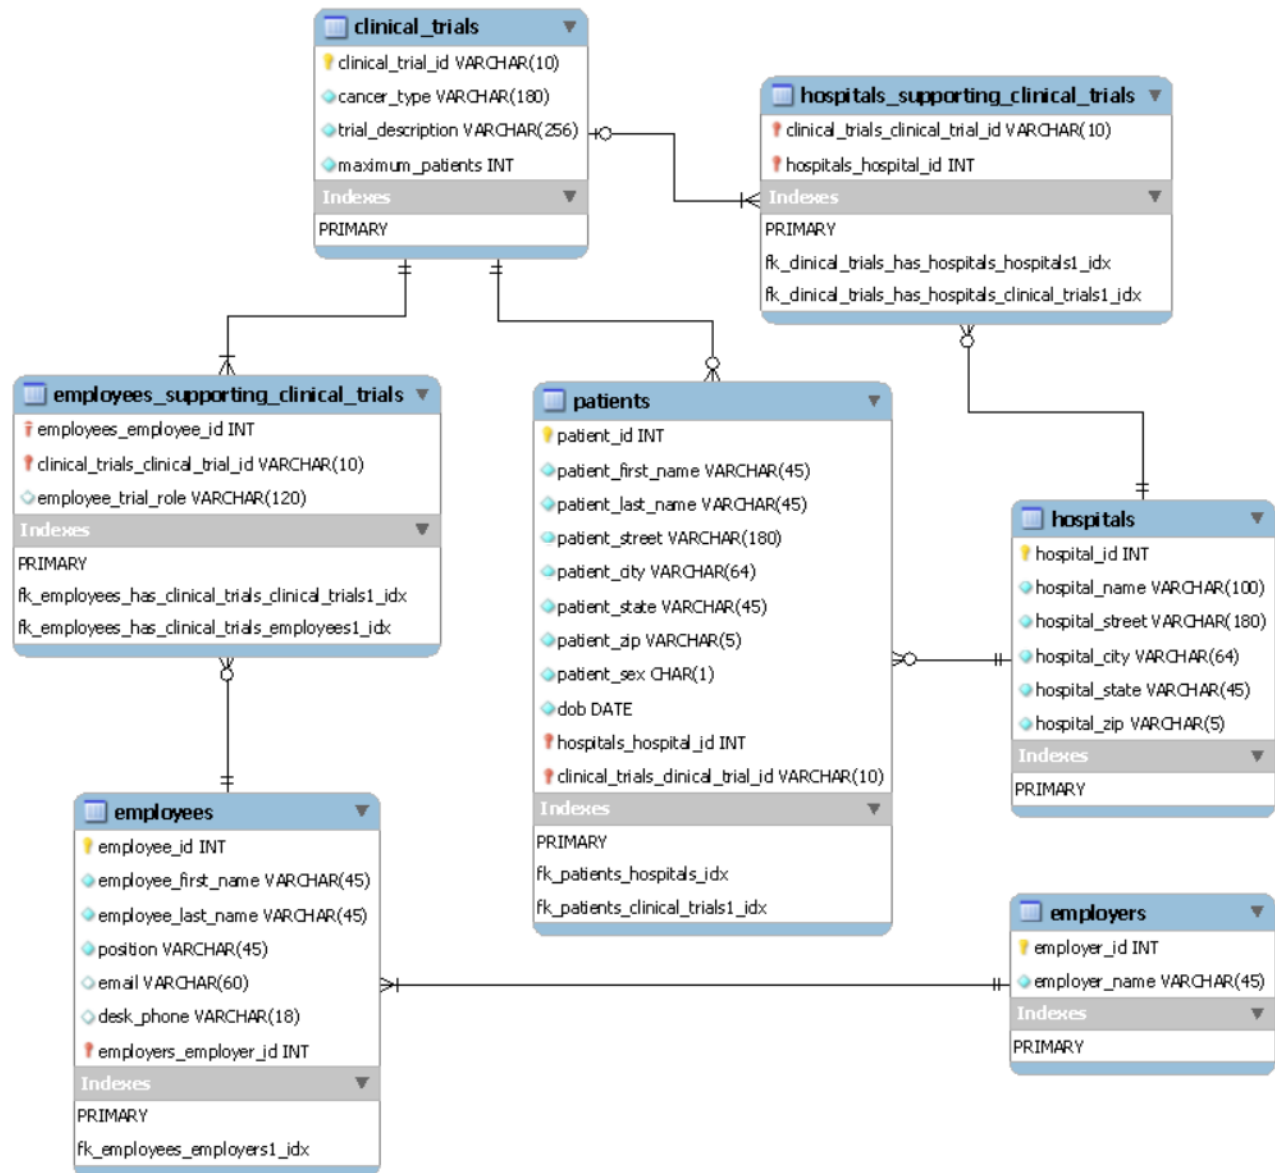 clinical_trials
clinical_trial_id VARCHAR(10)
cancer_type VARCHAR(180)
trial_description VARCHAR(256)
maximum_patients INT
Indexes
PRIMARY
hospitals_supporting_clinical_trials
clinical_trials_clinical_trial_id VARCHAR(10)
hospitals_hospital_id INT
Indexes
PRIMARY
fk_clinical_trials_has_hospitals_hospitals1_idx
fk_clinical_trials_has_hospitals_clinical_trials1_idx
employees_supporting_clinical_trials
employees_employee_id INT
clinical_trials_clinical_trial_id VARCHAR(10)
employee_trial_role VARCHAR(120)
Indexes
PRIMARY
fk_employees_has_clinical_trials_clinical_trials1_idx
fk_employees_has_clinical_trials_employees1_idx
patients
patient_id INT
patient_first_name VARCHAR(45)
patient_last_name VARCHAR(45)
patient_street VARCHAR(180)
patient_city VARCHAR(64)
patient_state VARCHAR(45)
patient_zip VARCHAR(5)
patient_sex CHAR(1)
dob DATE
hospitals_hospital_id INT
clinical_trials_clinical_trial_id VARCHAR(10)
Indexes
PRIMARY
fk_patients_hospitals_idx
fk_patients_clinical_trials1_idx
hospitals
hospital_id INT
hospital_name VARCHAR(100)
hospital_street VARCHAR(180)
hospital_city VARCHAR(64)
hospital_state VARCHAR(45)
hospital_zip VARCHAR(5)
Indexes
PRIMARY
employees
employee_id INT
employee_first_name VARCHAR(45)
employee_last_name VARCHAR(45)
position VARCHAR(45)
email VARCHAR(60)
desk_phone VARCHAR(18)
employers_employer_id INT
Indexes
PRIMARY
fk_employees_employers1_idx
employers
employer_id INT
employer_name VARCHAR(45)
Indexes
PRIMARY